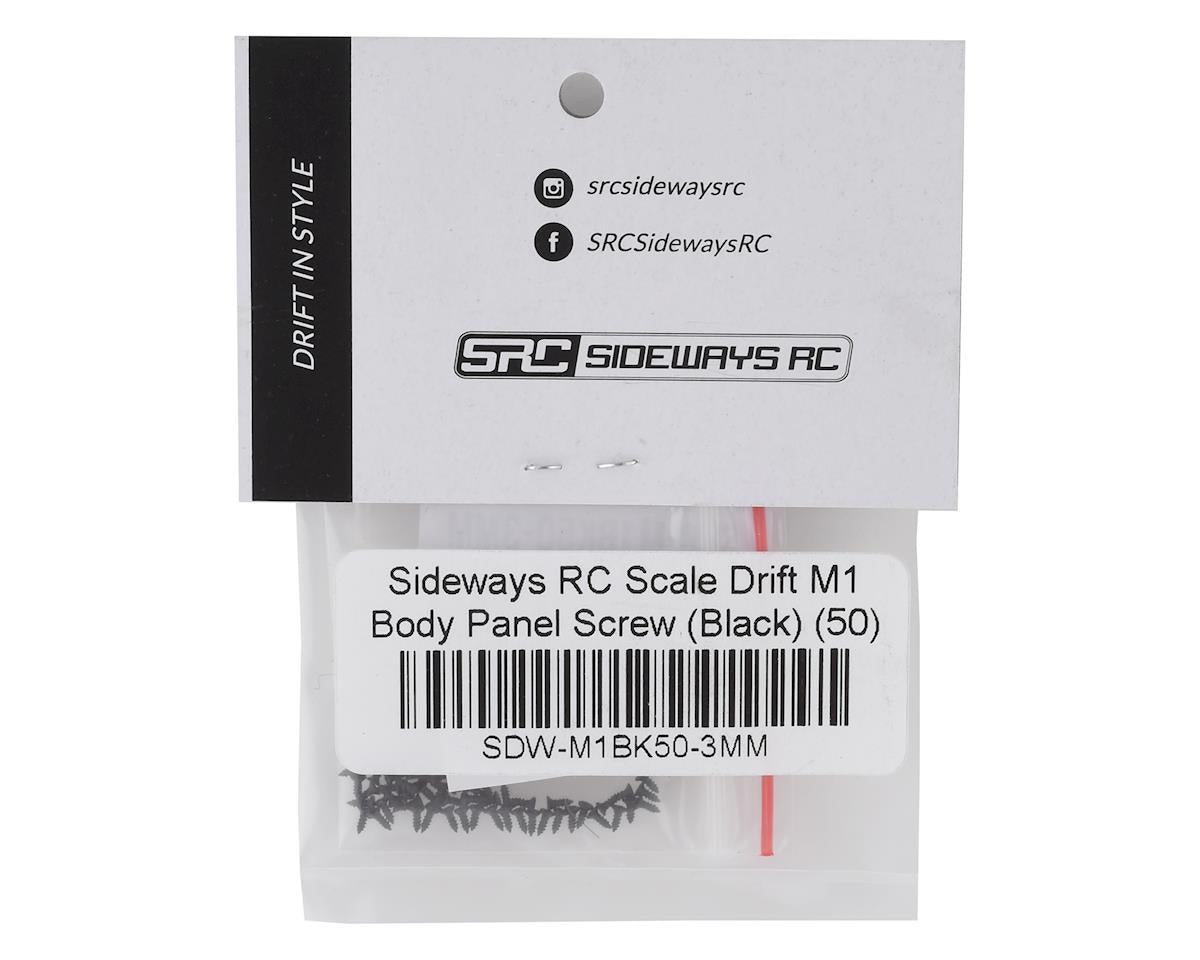 DRIFT IN STYLE
srcsidewaysrc
SRCSidewaysRC
SRC SIDEWAYS RC
Sideways RC Scale Drift M1
Body Panel Screw (Black) (50)
SDW-M1BK50-3MM